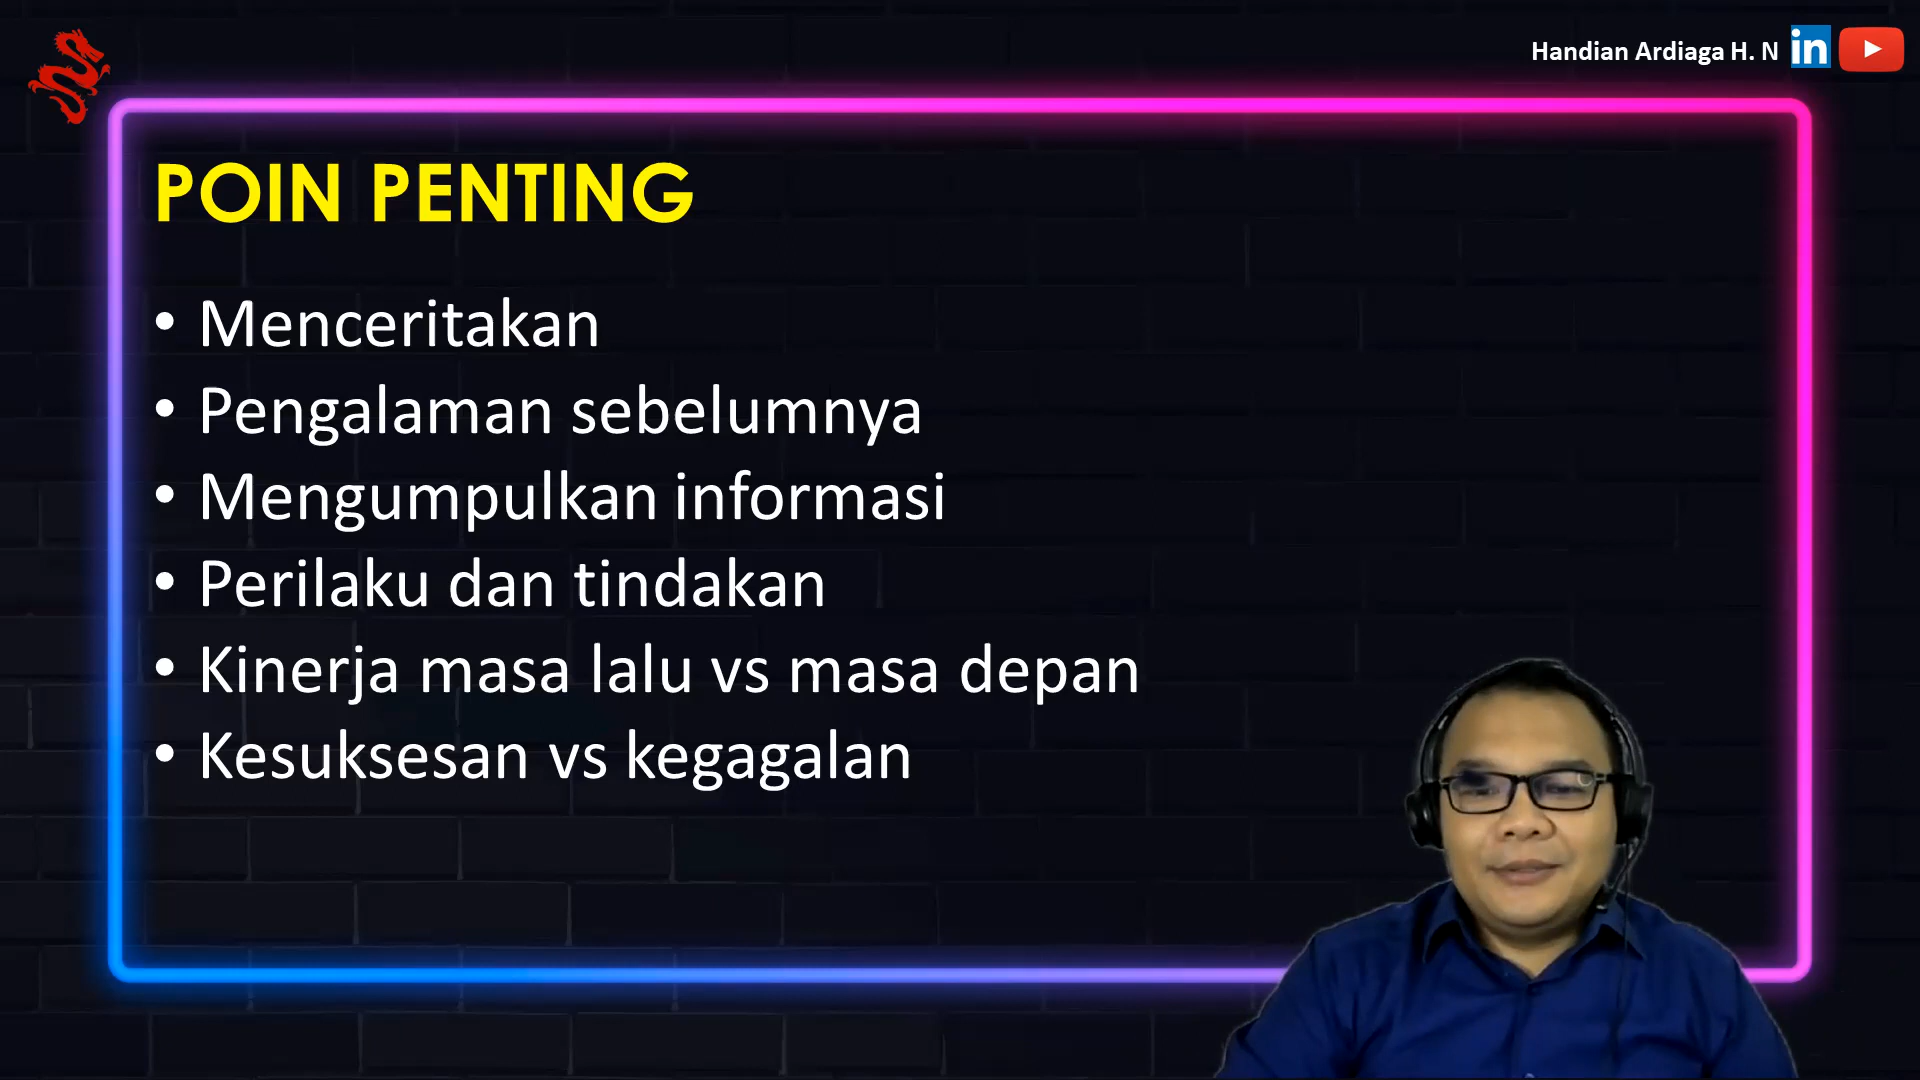 Handian Ardiaga H. N in
POIN PENTING
• Menceritakan
• Pengalaman sebelumnya
• Mengumpulkan informasi
• Perilaku dan tindakan
• Kinerja masa lalu vs masa depan
• Kesuksesan vs kegagalan